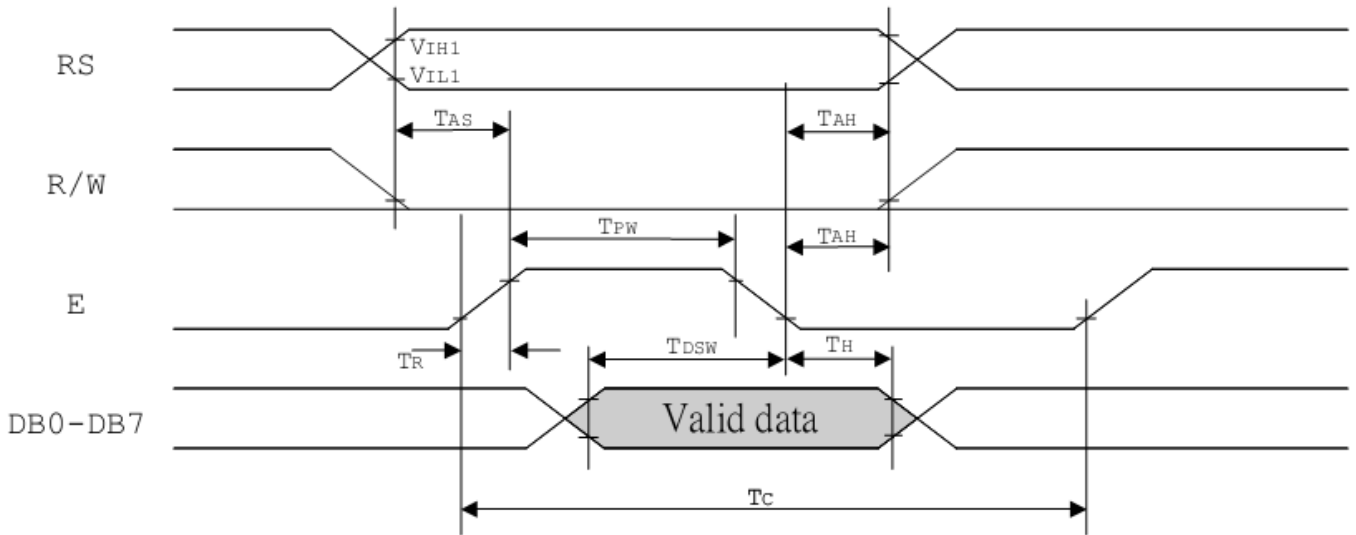 RS
VIH1
VIL1
TAS
TAH
R/W
TPW
TAH
E
TR
TDSW
TH
DB0-DB7
Valid data
TC